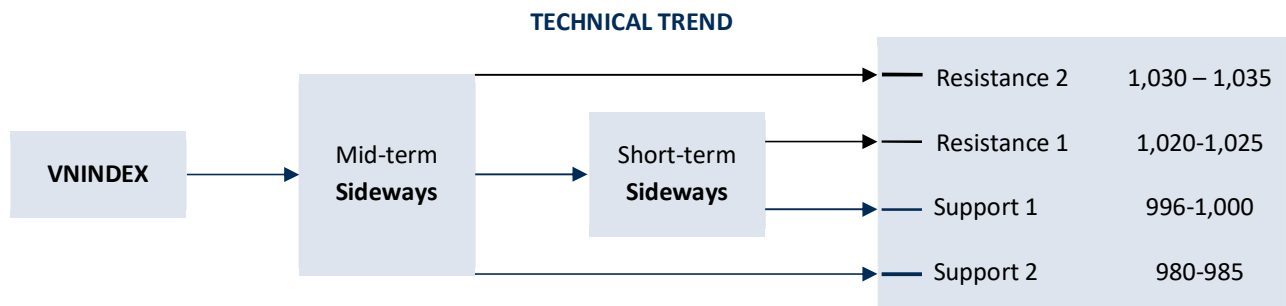 TECHNICAL TREND
VNINDEX
Mid-term
Sideways
Short-term
Sideways
Resistance 2 1,030 – 1,035
Resistance 1 1,020-1,025
Support 1 996-1,000
Support 2 980-985